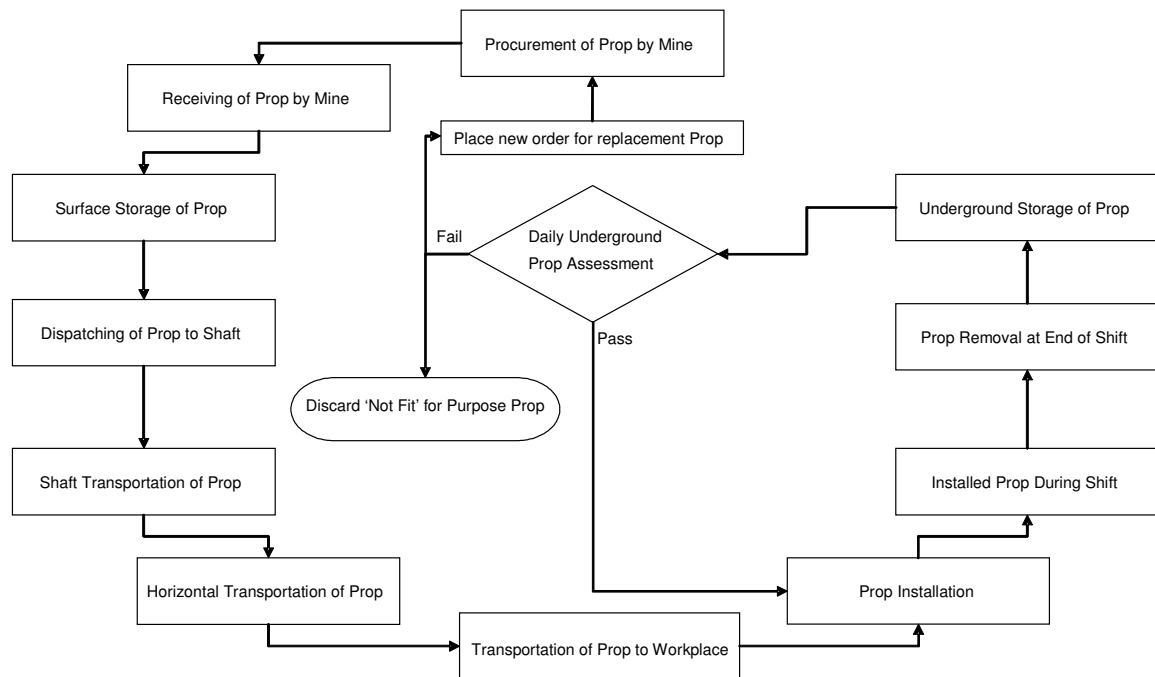 Procurement of Prop by Mine
Receiving of Prop by Mine
Place new order for replacement Prop
Surface Storage of Prop
Underground Storage of Prop
Daily Underground
Prop Assessment
Fail
Pass
Dispatching of Prop to Shaft
Prop Removal at End of Shift
Discard ‘Not Fit’ for Purpose Prop
Shaft Transportation of Prop
Installed Prop During Shift
Horizontal Transportation of Prop
Prop Installation
Transportation of Prop to Workplace